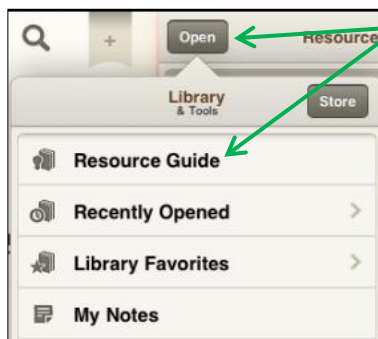 + Open Resource
Library
& Tools
Store
Resource Guide
Recently Opened
Library Favorites
My Notes